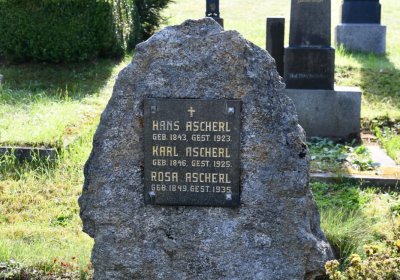 HANS ASCHERL
GEB. 1843. GEST. 1923.
KARL ASCHERL
GEB. 1846. GEST. 1925.
ROSA ASCHERL
GEB. 1849. GEST. 1935.